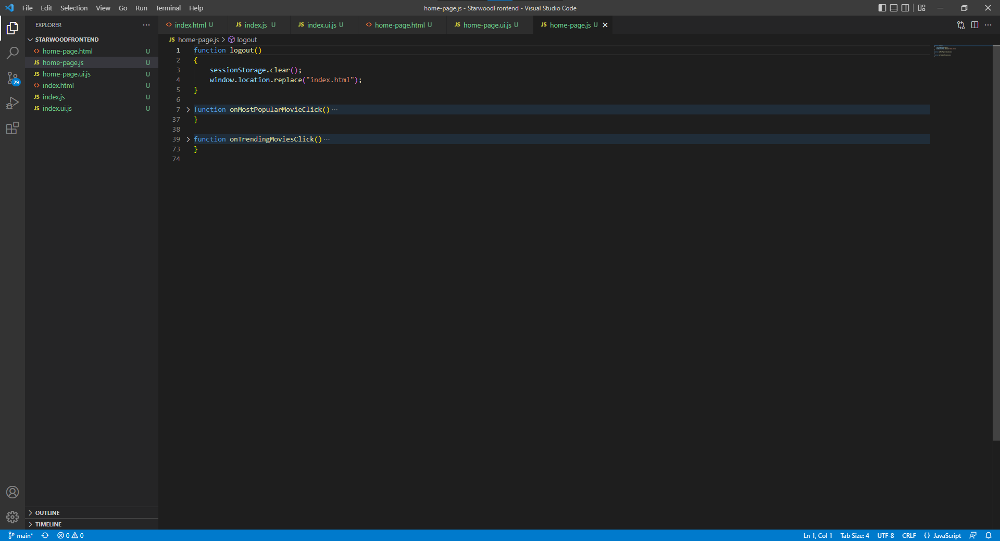 File Edit Selection View Go Run Terminal Help
home-page.js - StarwoodFrontend - Visual Studio Code
EXPLORER
STARWOODFRONTEND
home-page.html U
JS home-page.js U
JS home-page.ui.js U
index.html U
JS index.js U
JS index.ui.js U
29
OUTLINE
TIMELINE
index.html U
JS index.js U
JS index.ui.js U
home-page.html U
JS home-page.ui.js U
JS home-page.js U
JS home-page.js > logout
1 function logout()
2 {
3 sessionStorage.clear();
4 window.location.replace("index.html");
5 }
6
7 function onMostPopularMovieClick()···
37 }
38
39 function onTrendingMoviesClick()···
73 }
74
main* 0 0
Ln 1, Col 1 Tab Size: 4 UTF-8 CRLF {} JavaScript